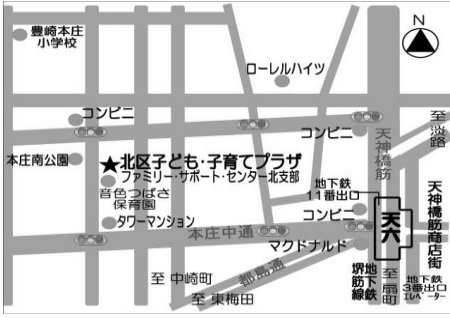 豊崎本庄
小学校
N
ローレルハイツ
コンビニ
コンビニ
至淡路
天神橋筋
本庄南公園
★北区子ども・子育てプラザ
ファミリー・サポート・センター北支部
音色つばさ
保育園
地下鉄
11番出口
コンビニ
タワーマンション
本庄中通
天六
天神橋筋商店街
マクドナルド
至 中崎町
都島通
至 東梅田
地下鉄
堺筋線
至扇町
地下鉄
3番出口
エレベーター